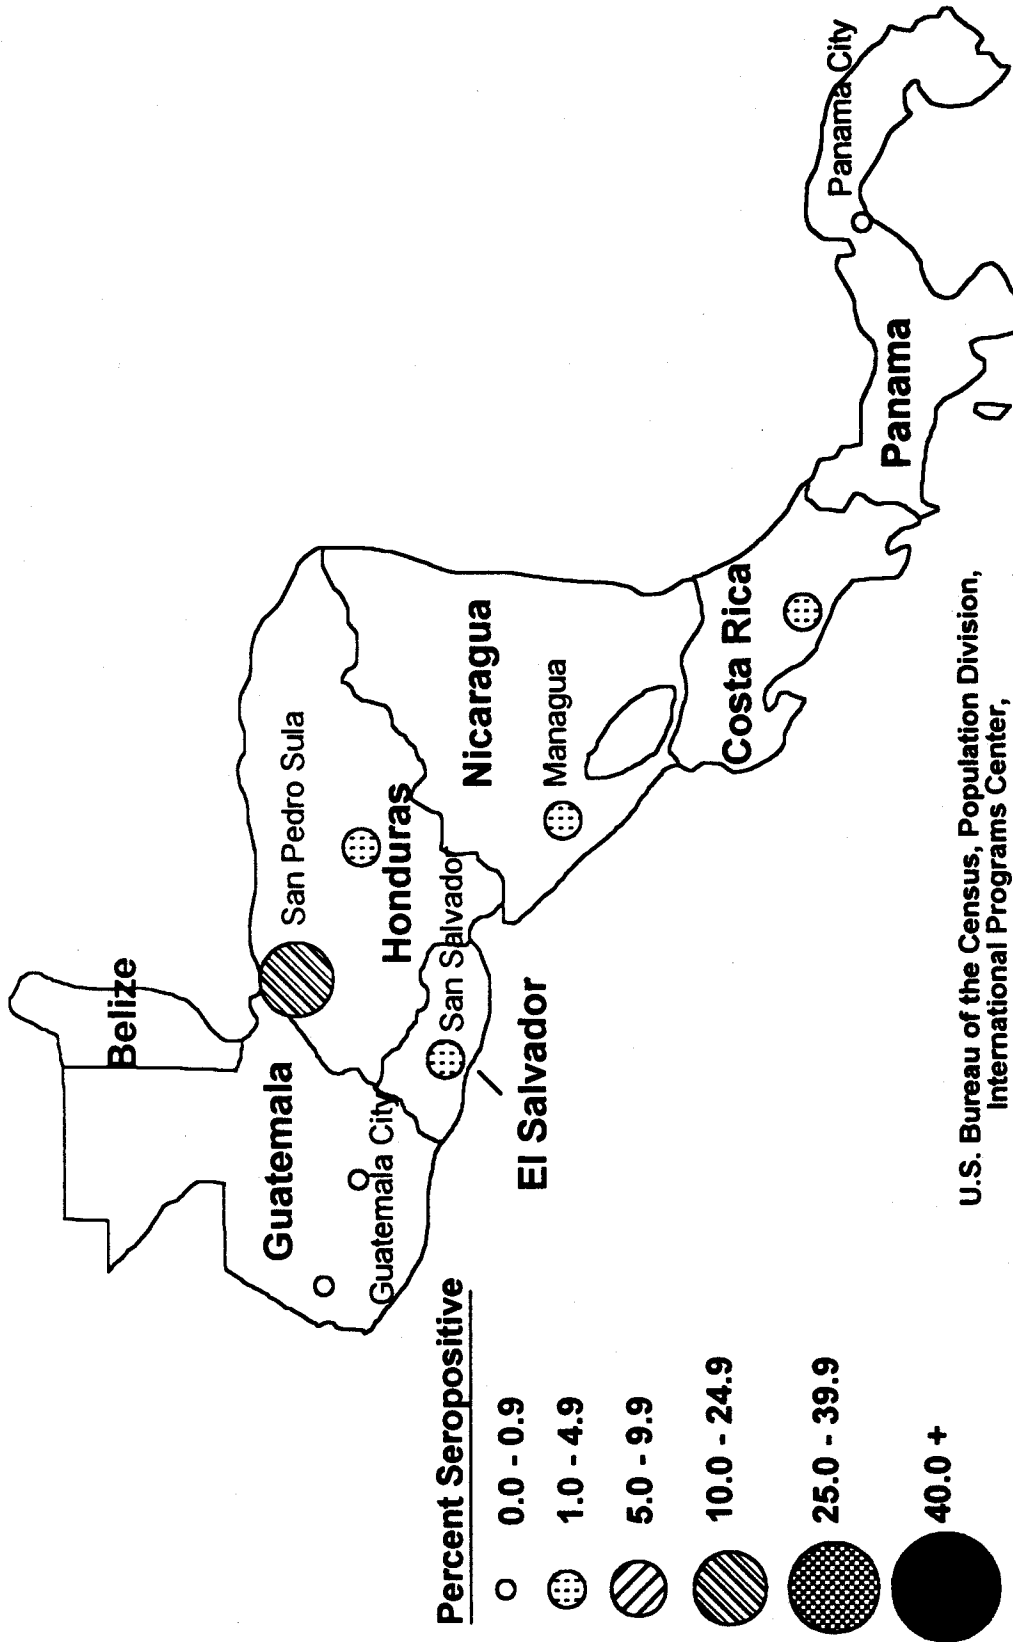 Belize
Guatemala
San Pedro Sula
Guatemala City
Honduras
San Salvador
El Salvador
Nicaragua
Managua
Costa Rica
Panama City
Panama
Percent Seropositive
0.0 - 0.9
1.0 - 4.9
5.0 - 9.9
10.0 - 24.9
25.0 - 39.9
40.0 +
U.S. Bureau of the Census, Population Division,
International Programs Center,